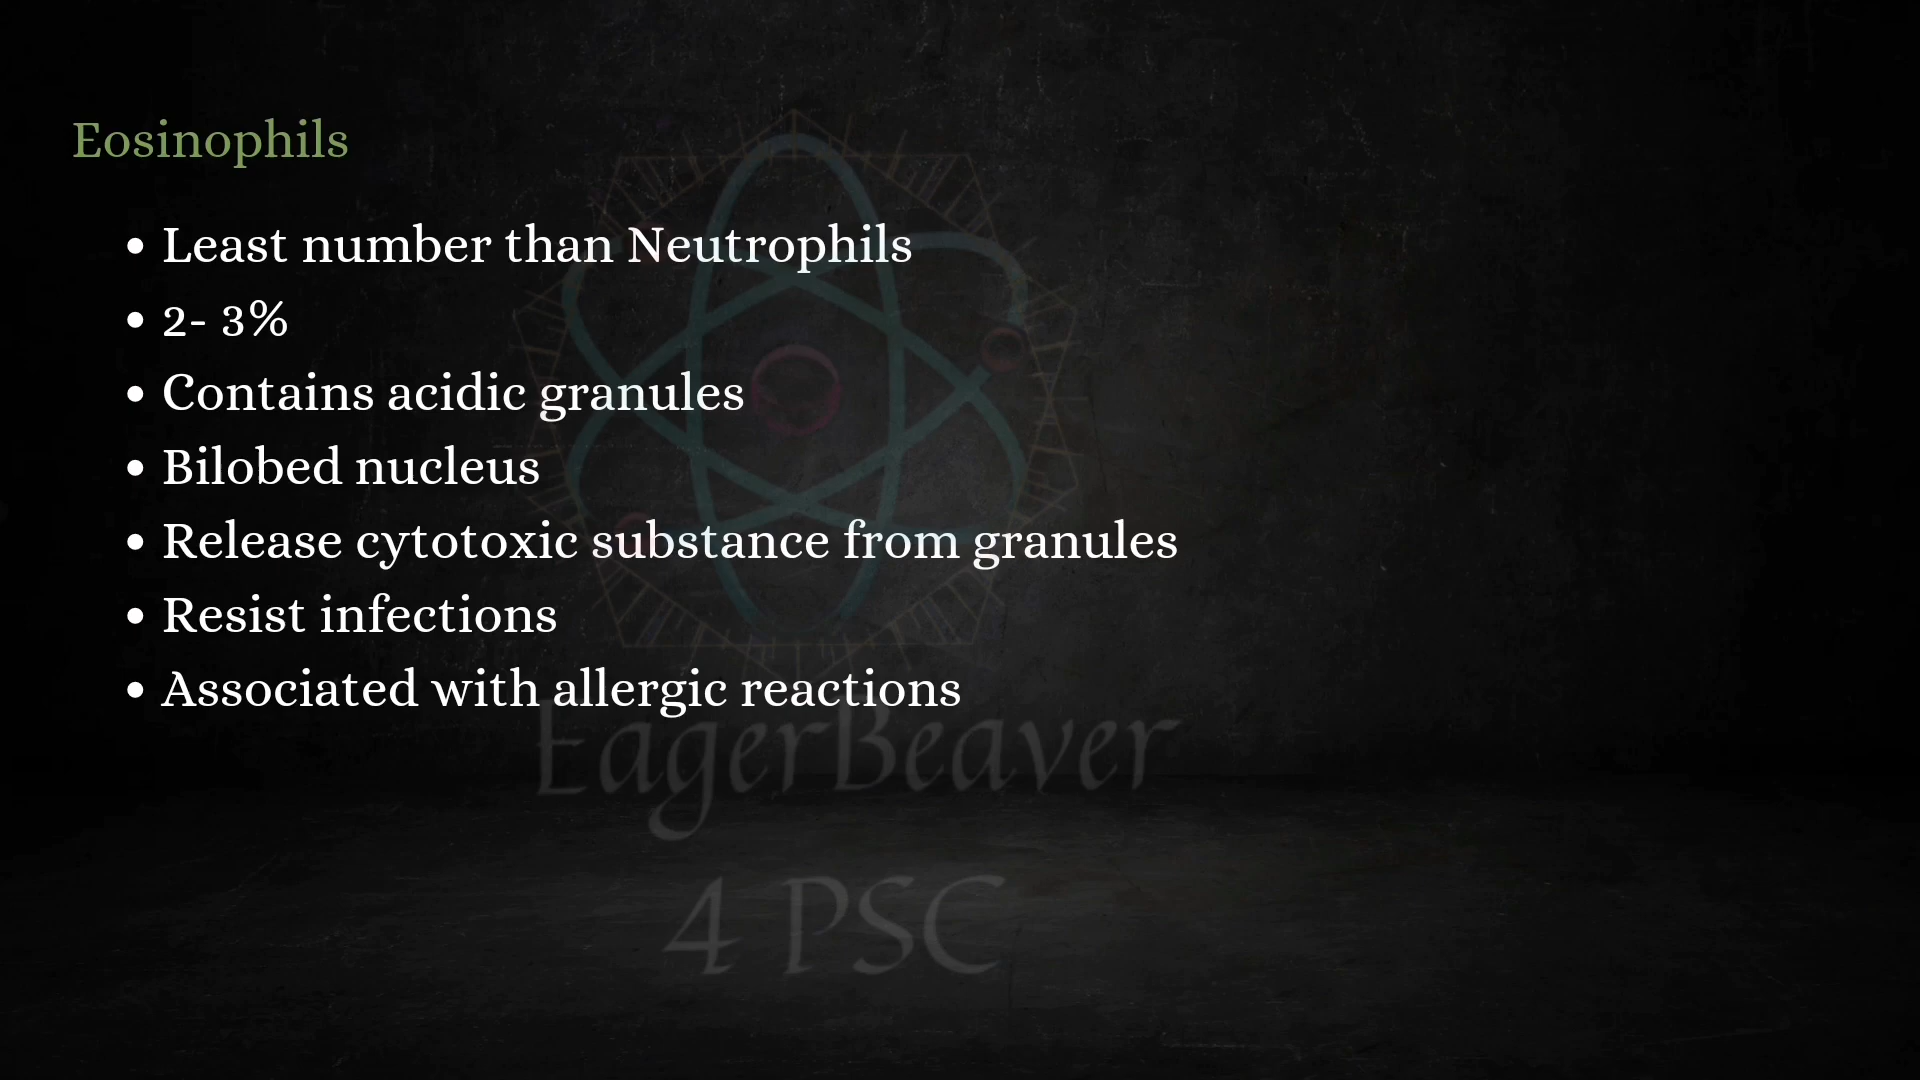 Eosinophils
• Least number than Neutrophils
• 2- 3%
• Contains acidic granules
• Bilobed nucleus
• Release cytotoxic substance from granules
• Resist infections
• Associated with allergic reactions
EagerBeaver
4 PSC